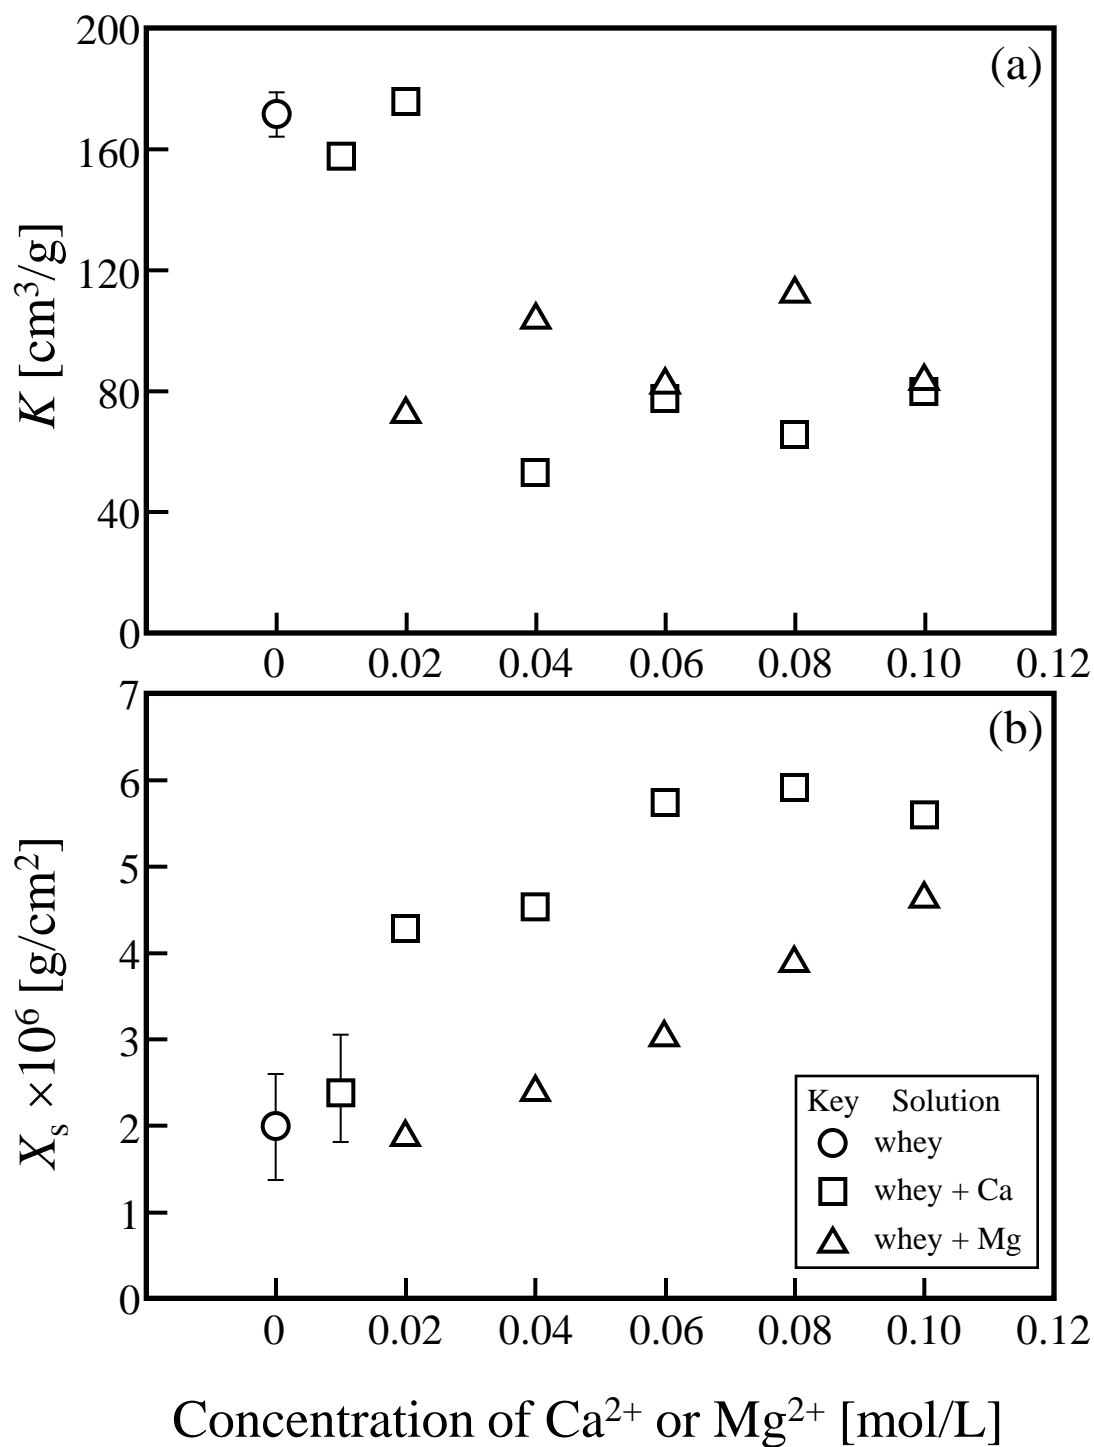 200
(a)
160
120
80
40
0
K [cm³/g]
0 0.02 0.04 0.06 0.08 0.10 0.12
7
(b)
6
5
4
3
2
1
0
Xₛ ×10⁶ [g/cm²]
Key Solution
whey
whey + Ca
whey + Mg
0 0.02 0.04 0.06 0.08 0.10 0.12
Concentration of Ca²⁺ or Mg²⁺ [mol/L]